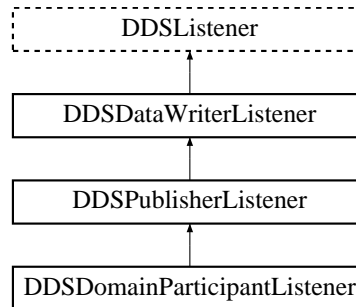 DDSListener
DDSDataWriterListener
DDSPublisherListener
DDSDomainParticipantListener